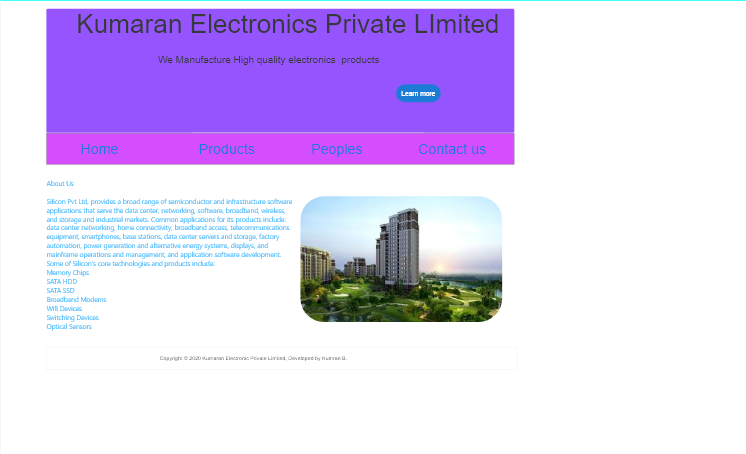 Kumaran Electronics Private LImited
We Manufacture High quality electronics  products
Learn more
Home Products Peoples Contact us
About Us
Silicon Pvt Ltd, provides a broad range of semiconductor and infrastructure software
applications that serve the data center, networking, software, broadband, wireless,
and storage and industrial markets. Common applications for its products include:
data center networking, home connectivity, broadband access, telecommunications
equipment, smartphones, base stations, data center servers and storage, factory
automation, power generation and alternative energy systems, displays, and
mainframe operations and management, and application software development.
Some of Silicon's core technologies and products include:
Memory Chips
SATA HDD
SATA SSD
Broadband Modems
Wifi Devices
Switching Devices
Optical Sensors
Copyright © 2020 Kumaran Electronic Private Limited, Developed by B.